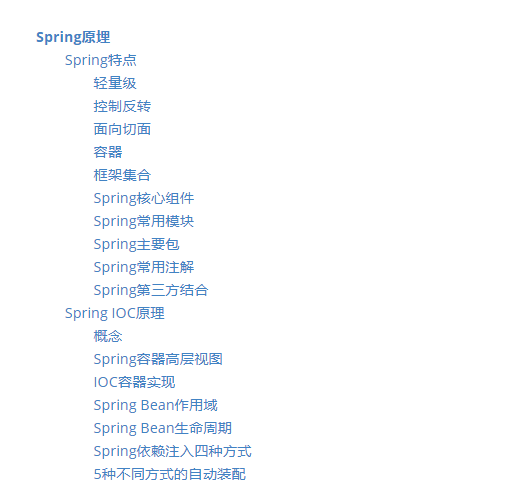 Spring原埋
Spring特点
轻量级
控制反转
面向切面
容器
框架集合
Spring核心组件
Spring常用模块
Spring主要包
Spring常用注解
Spring第三方结合
Spring IOC原理
概念
Spring容器高层视图
IOC容器实现
Spring Bean作用域
Spring Bean生命周期
Spring依赖注入四种方式
5种不同方式的自动装配